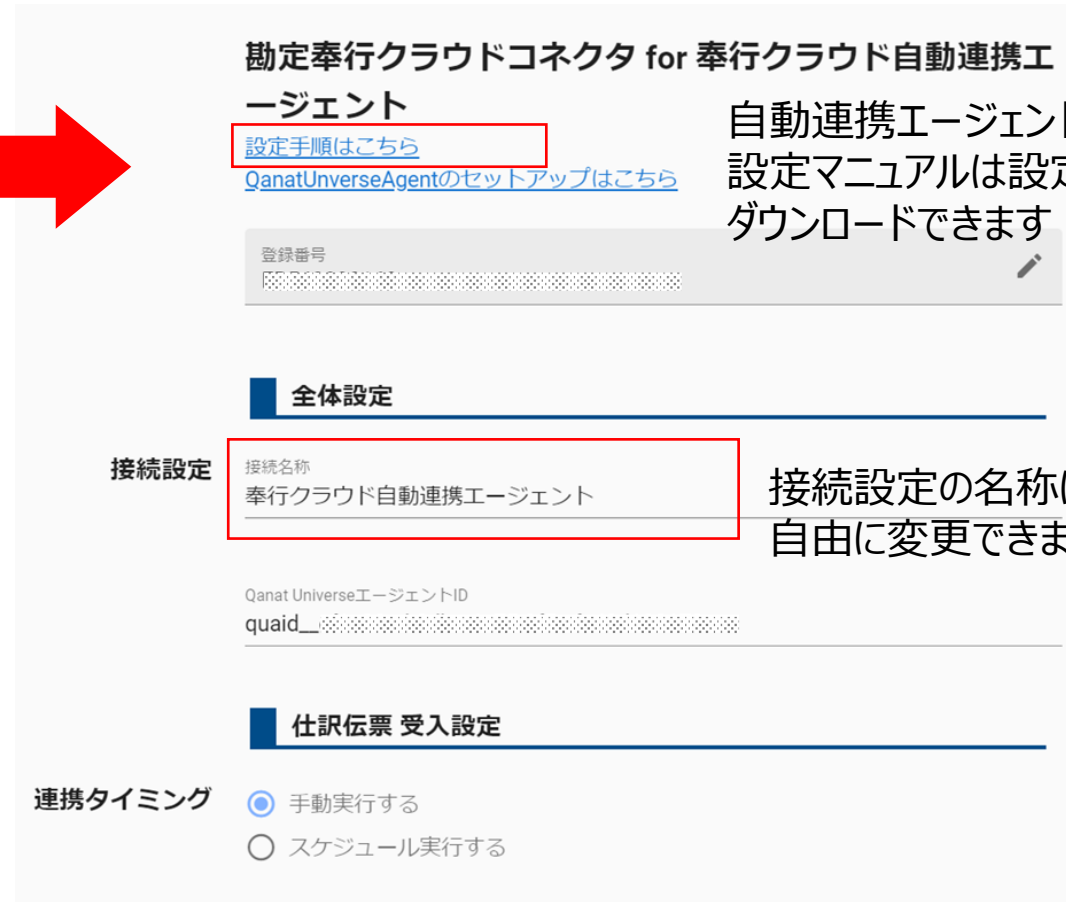 勘定奉行クラウドコネクタ for 奉行クラウド自動連携エ
ージェント
設定手順はこちら
QanatUnverseAgentのセットアップはこちら
自動連携エージェント
設定マニュアルは設定
ダウンロードできます
登録番号
全体設定
接続設定
接続名称
奉行クラウド自動連携エージェント
接続設定の名称は
自由に変更できま
Qanat UniverseエージェントID
quaid__
仕訳伝票 受入設定
連携タイミング
手動実行する
スケジュール実行する